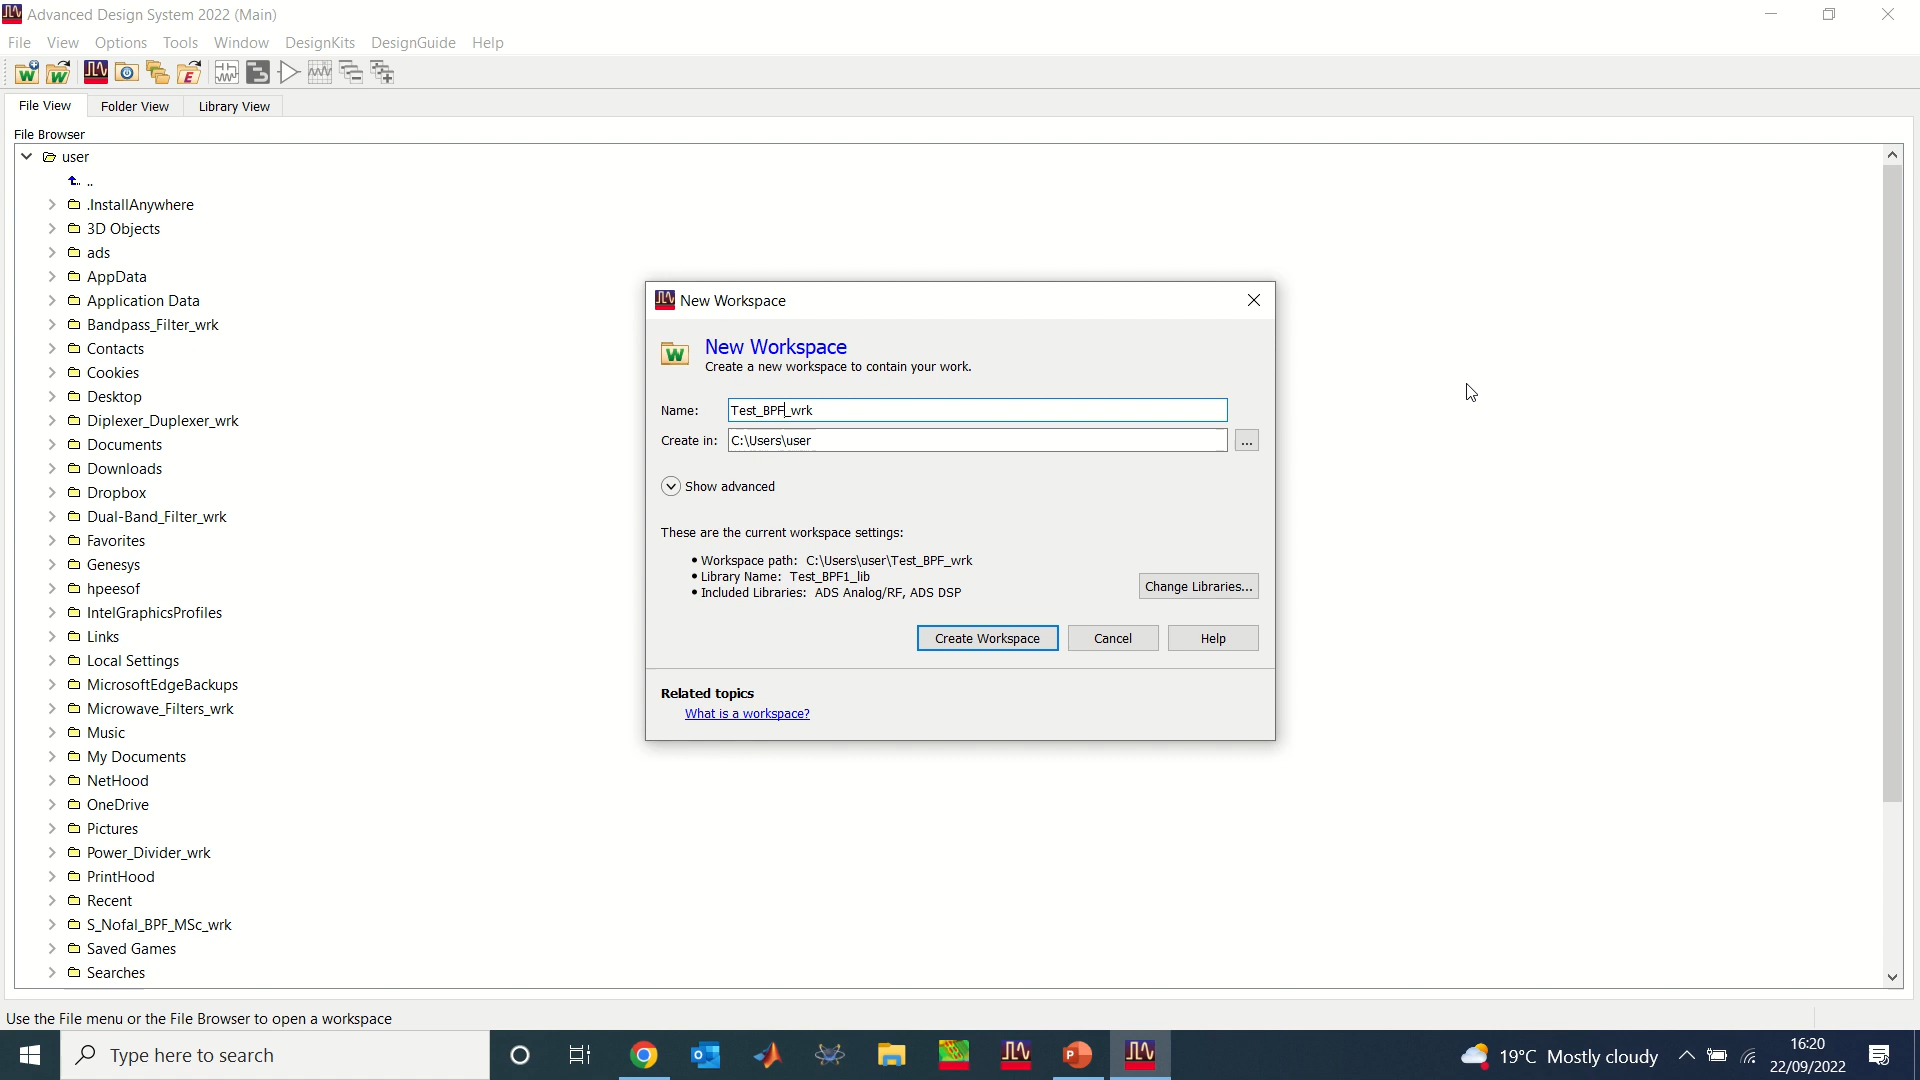 Advanced Design System 2022 (Main)
File View Options Tools Window DesignKits DesignGuide Help
File View Folder View Library View
File Browser
user
..
.InstallAnywhere
3D Objects
ads
AppData
Application Data
Bandpass_Filter_wrk
Contacts
Cookies
Desktop
Diplexer_Duplexer_wrk
Documents
Downloads
Dropbox
Dual-Band_Filter_wrk
Favorites
Genesys
hpeesof
IntelGraphicsProfiles
Links
Local Settings
MicrosoftEdgeBackups
Microwave_Filters_wrk
Music
My Documents
NetHood
OneDrive
Pictures
Power_Divider_wrk
PrintHood
Recent
S_Nofal_BPF_MSc_wrk
Saved Games
Searches
New Workspace
New Workspace
Create a new workspace to contain your work.
Name: Test_BPF_wrk
Create in: C:\Users\user ...
Show advanced
These are the current workspace settings:
• Workspace path: C:\Users\user\Test_BPF_wrk
• Library Name: Test_BPF1_lib
• Included Libraries: ADS Analog/RF, ADS DSP
Change Libraries...
Create Workspace Cancel Help
Related topics
What is a workspace?
Use the File menu or the File Browser to open a workspace
Type here to search
19°C Mostly cloudy
16:20
22/09/2022